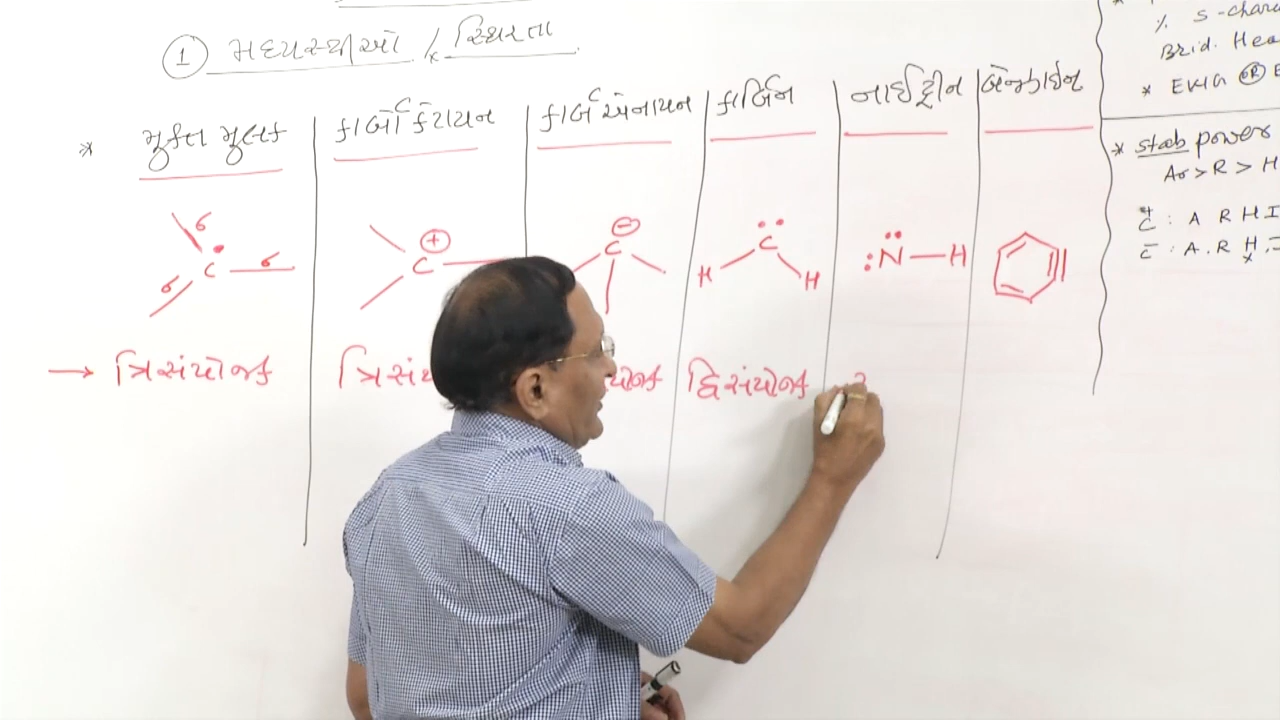 ① મધ્યસ્થીઓ / સ્થિરતા
* મુક્ત મુલક
કાર્બોકેટાયન
કાર્બએનાયન
કાર્બિન
નાઈટ્રીન
બેન્ઝાઈન
σ
σ C • σ
C ⊕
C ⊖
H C H
:N — H
→ ત્રિસંયોજક
ત્રિસં
યોજક
દ્વિસંયોજક
% s-chara
Brid. Hea
* EWG OR E
* stab power
Ar > R > H
C⁺ : A R H I
C⁻ : A. R H